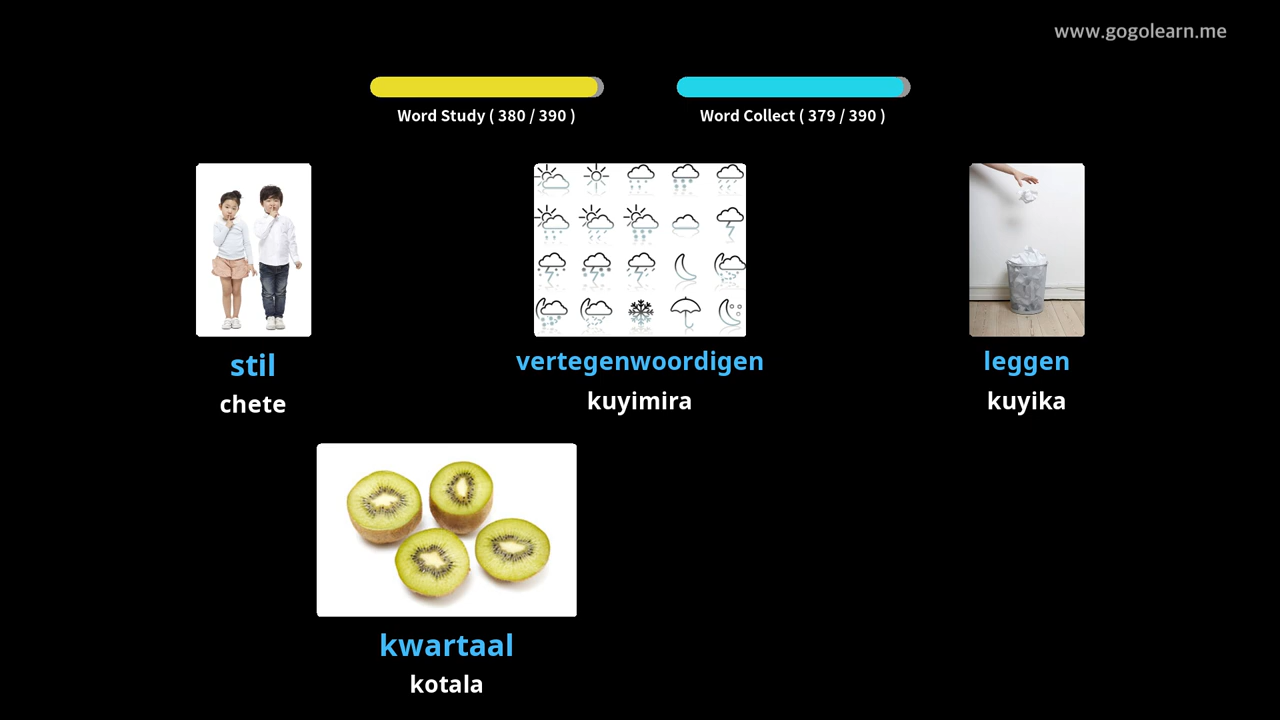 www.gogolearn.me
Word Study ( 380 / 390 )
Word Collect ( 379 / 390 )
stil
chete
vertegenwoordigen
kuyimira
leggen
kuyika
kwartaal
kotala